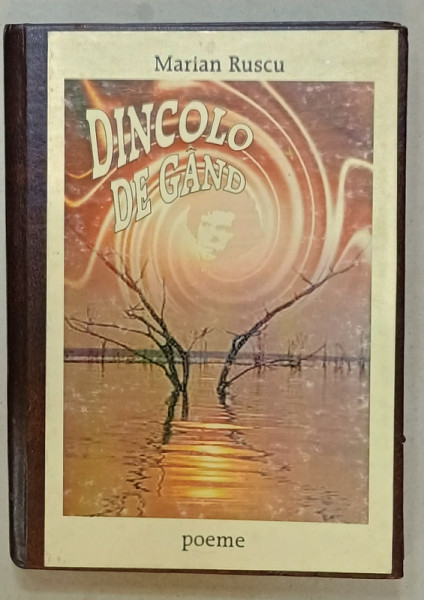 Marian Ruscu
DINCOLO
DE GÂND
poeme